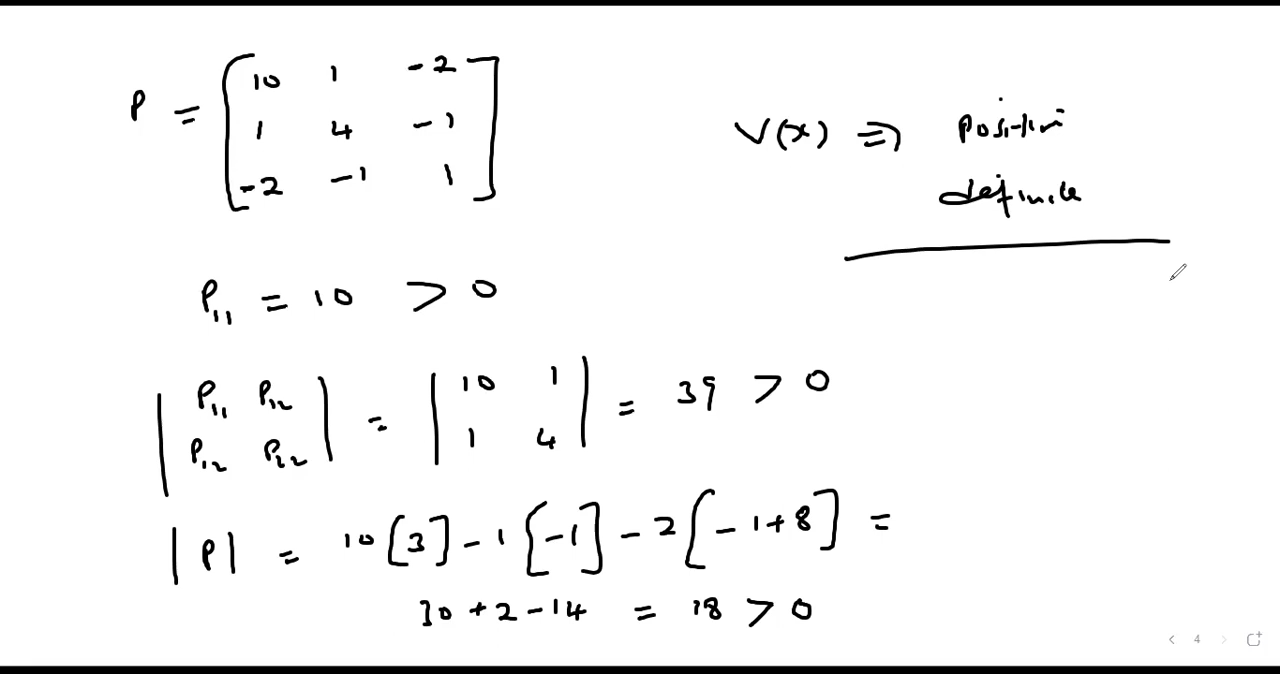 P = [ 10 1 -2
1 4 -1
-2 -1 1 ]
V(x) ⇒ positive
definite
P₁₁ = 10 > 0
| P₁₁ P₁₂
P₁₂ P₂₂ | = | 10 1
1 4 | = 39 > 0
|P| = 10[3] - 1[-1] - 2[-1+8] =
30 + 2 - 14 = 18 > 0
4